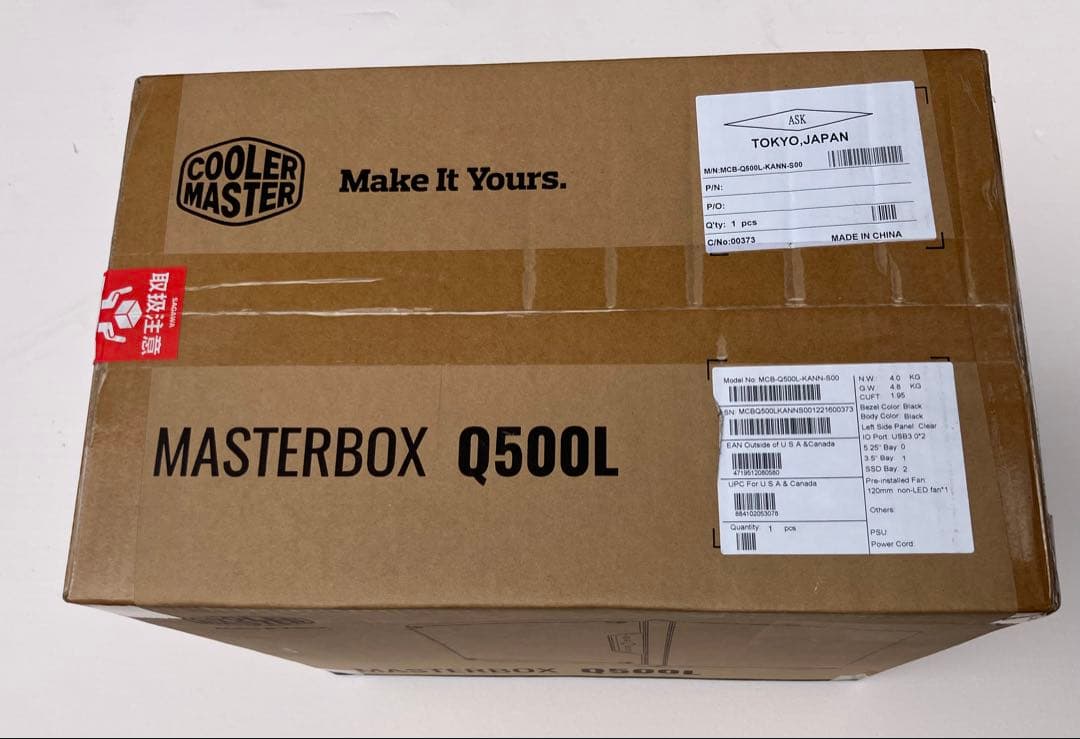 COOLER
MASTER
Make It Yours.
ASK
TOKYO,JAPAN
M/N:MCB-Q500L-KANN-S00
P/N:
P/O:
Q'ty: 1 pcs
C/No:00373
MADE IN CHINA
取扱注意
SAGAWA
MASTERBOX Q500L
Model No: MCB-Q500L-KANN-S00
SN: MCBQ500LKANNS001221600373
EAN Outside of U S A &Canada
4719512080580
UPC For U S A & Canada
884102053078
Quantity: 1 pcs
N.W: 4.0 KG
G.W: 4.8 KG
CUFT 1.95
Bezel Color: Black
Body Color: Black
Left Side Panel: Clear
IO Port: USB3.0*2
5.25" Bay 0
3.5" Bay: 1
SSD Bay: 2
Pre-installed Fan:
120mm non-LED fan*1
Others:
PSU
Power Cord:
MASTERBOX Q500L